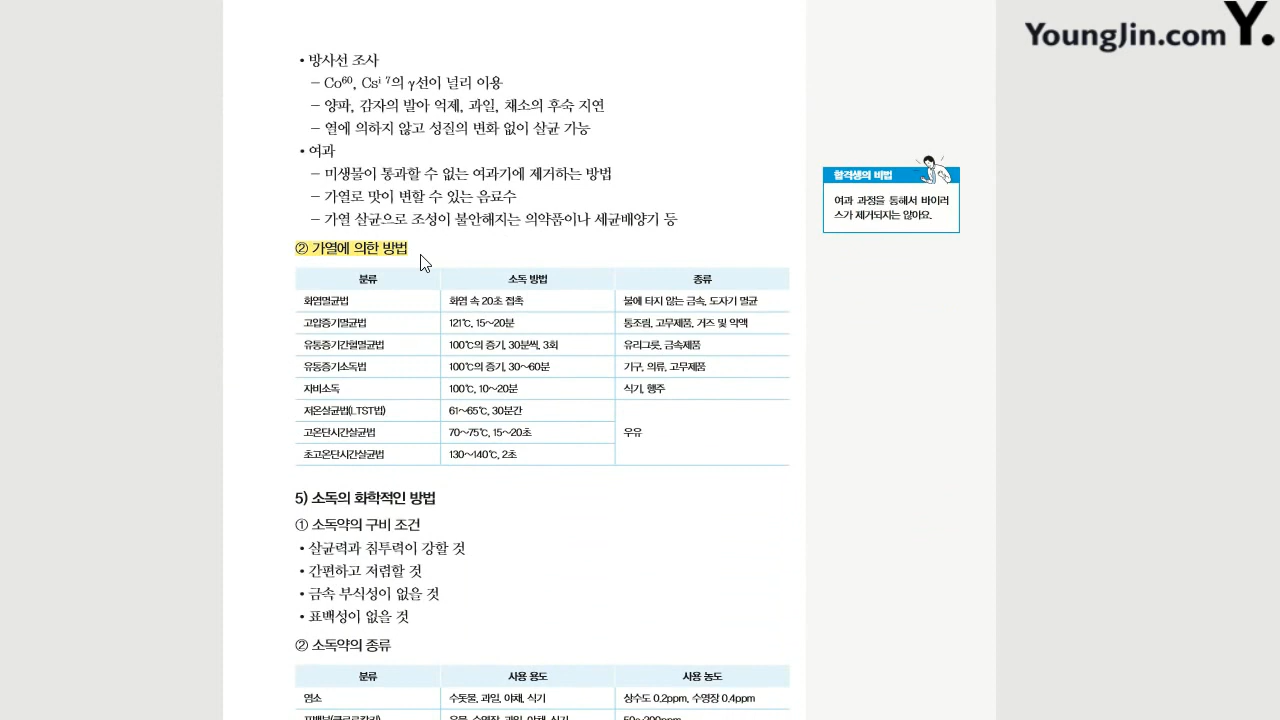 YoungJin.com Y.
• 방사선 조사
– Co⁶⁰, Csⁱ ⁷의 γ선이 널리 이용
– 양파, 감자의 발아 억제, 과일, 채소의 후숙 지연
– 열에 의하지 않고 성질의 변화 없이 살균 가능
• 여과
– 미생물이 통과할 수 없는 여과기에 제거하는 방법
– 가열로 맛이 변할 수 있는 음료수
– 가열 살균으로 조성이 불안해지는 의약품이나 세균배양기 등
합격생의 비법
여과 과정을 통해서 바이러
스가 제거되지는 않아요.
② 가열에 의한 방법
분류 소독 방법 종류
화염멸균법 화염 속 20초 접촉 불에 타지 않는 금속, 도자기 멸균
고압증기멸균법 121℃, 15~20분 통조림, 고무제품, 거즈 및 약액
유통증기간헐멸균법 100℃의 증기, 30분씩, 3회 유리그릇, 금속제품
유통증기소독법 100℃의 증기, 30~60분 기구, 의류, 고무제품
자비소독 100℃, 10~20분 식기, 행주
저온살균법(LTST법) 61~65℃, 30분간
고온단시간살균법 70~75℃, 15~20초 우유
초고온단시간살균법 130~140℃, 2초
5) 소독의 화학적인 방법
① 소독약의 구비 조건
• 살균력과 침투력이 강할 것
• 간편하고 저렴할 것
• 금속 부식성이 없을 것
• 표백성이 없을 것
② 소독약의 종류
분류 사용 용도 사용 농도
염소 수돗물, 과일, 야채, 식기 상수도 0.2ppm, 수영장 0.4ppm